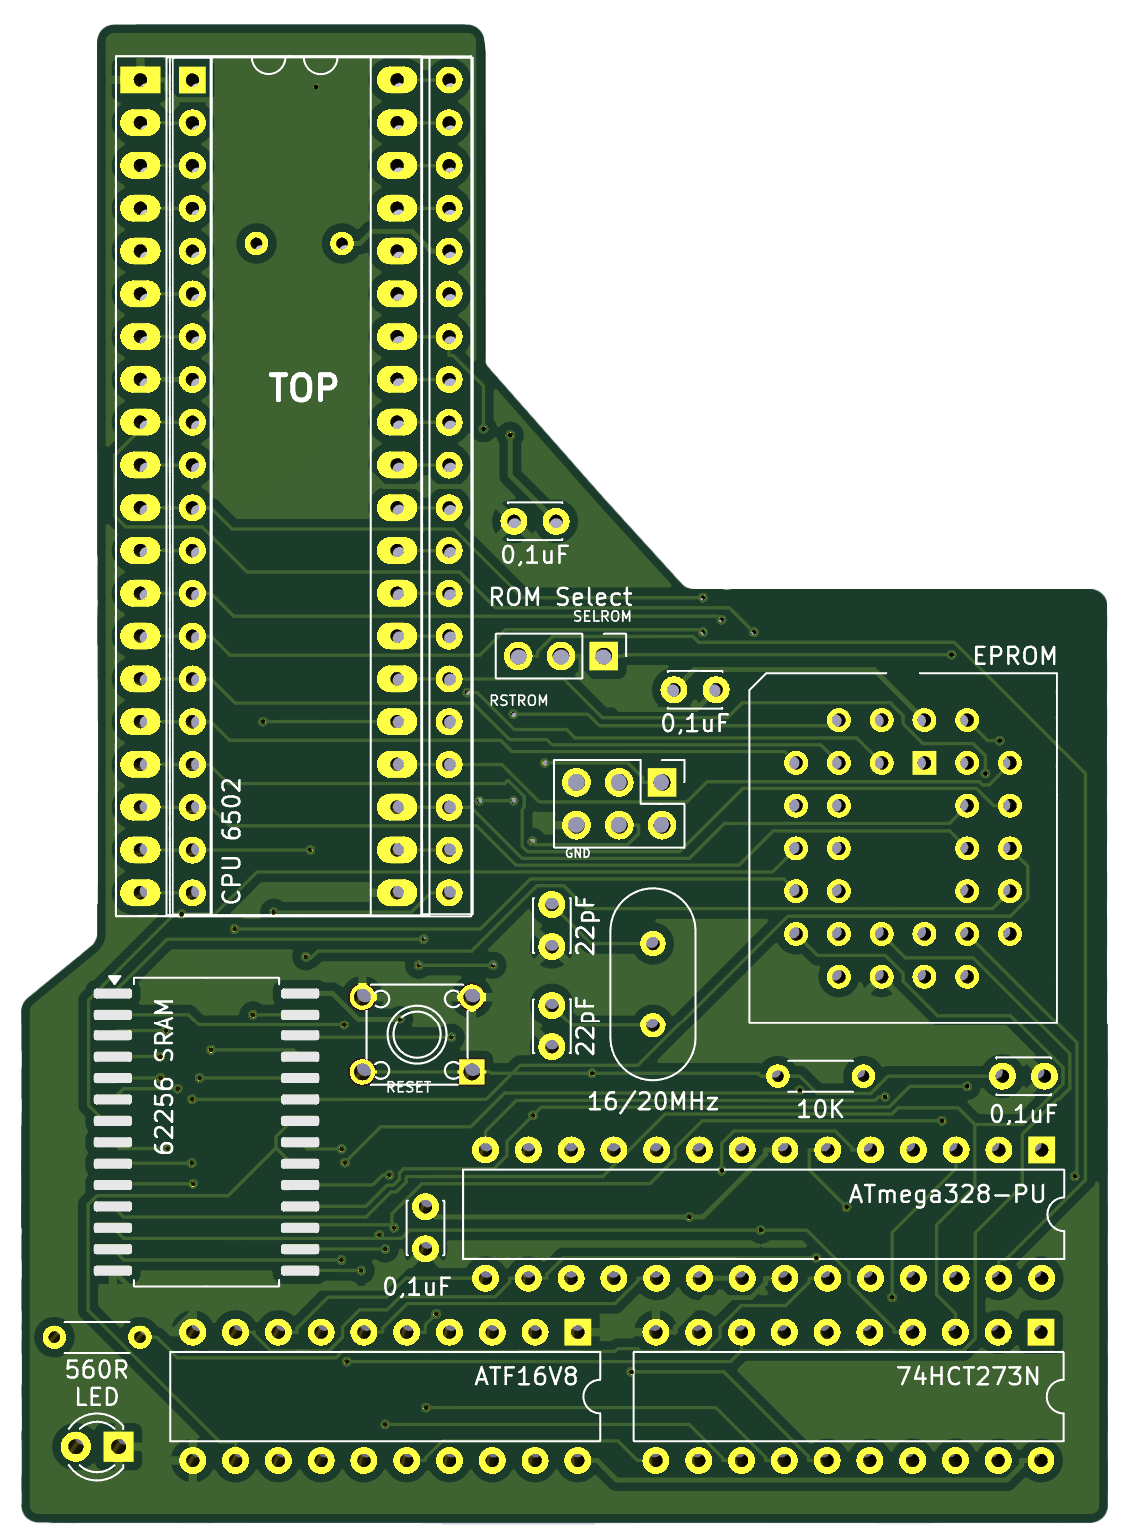 TOP
0,1uF
ROM Select
SELROM
EPROM
RSTROM
0,1uF
CPU 6502
GND
22pF
62256 SRAM
22pF
RESET
16/20MHz
10K
0,1uF
ATmega328-PU
0,1uF
560R
LED
ATF16V8
74HCT273N